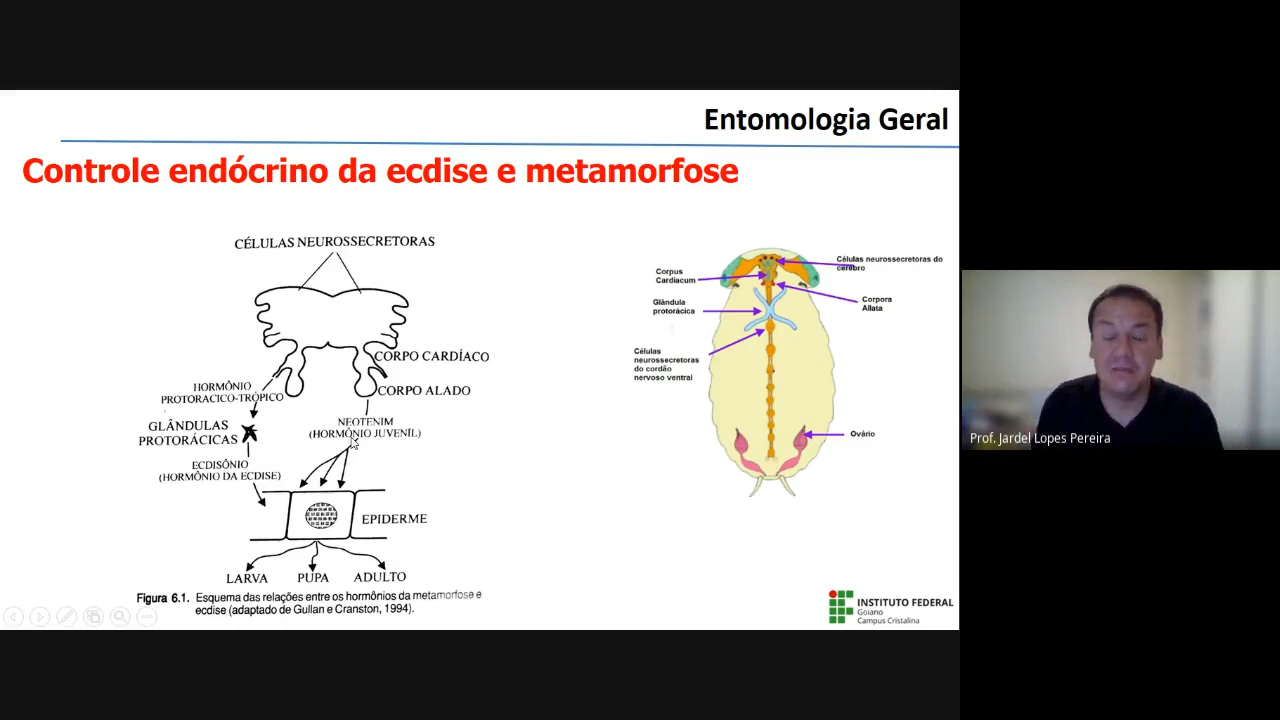 Entomologia Geral
Controle endócrino da ecdise e metamorfose
CÉLULAS NEUROSSECRETORAS
CORPO CARDÍACO
CORPO ALADO
HORMÔNIO
PROTORACICO-TRÓPICO
GLÂNDULAS
PROTORÁCICAS
NEOTENIM
(HORMÔNIO JUVENIL)
ECDISÔNIO
(HORMÔNIO DA ECDISE)
EPIDERME
LARVA PUPA ADULTO
Figura 6.1. Esquema das relações entre os hormônios da metamorfose e
ecdise (adaptado de Gullan e Cranston, 1994).
Células neurossecretoras do
cérebro
Corpus
Cardiacum
Corpora
Allata
Glândula
protorácica
Células
neurossecretoras
do cordão
nervoso ventral
Ovário
INSTITUTO FEDERAL
Goiano
Campus Cristalina
Prof. Jardel Lopes Pereira